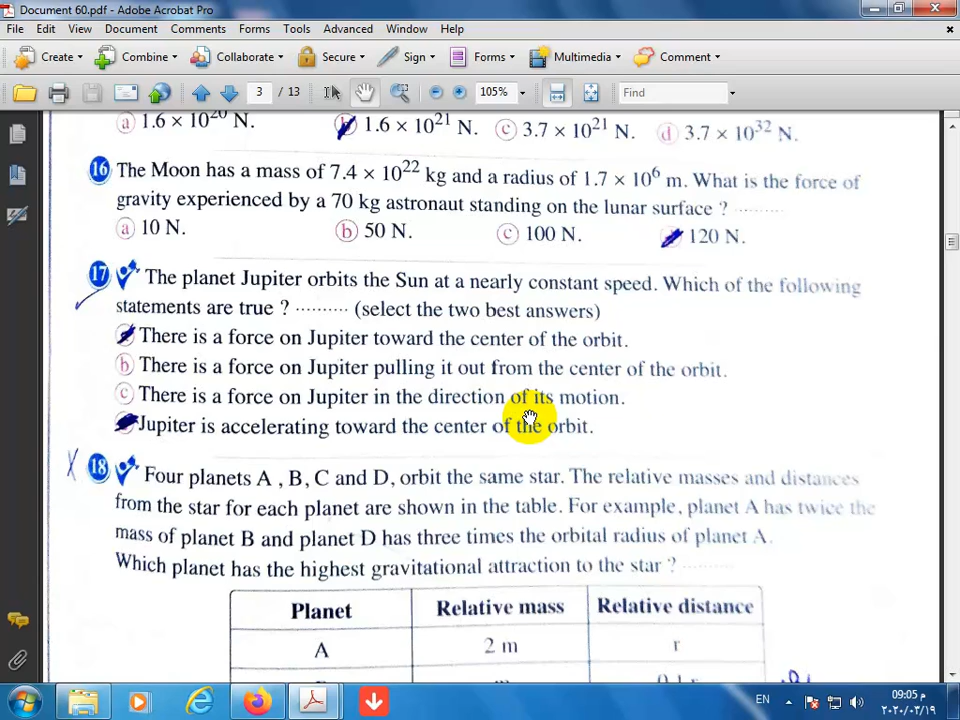 Document 60.pdf - Adobe Acrobat Pro
File Edit View Document Comments Forms Tools Advanced Window Help
Create Combine Collaborate Secure Sign Forms Multimedia Comment
3 / 13 105% Find
a 1.6 × 10²⁰ N. b 1.6 × 10²¹ N. c 3.7 × 10²¹ N. d 3.7 × 10³² N.
16 The Moon has a mass of 7.4 × 10²² kg and a radius of 1.7 × 10⁶ m. What is the force of
gravity experienced by a 70 kg astronaut standing on the lunar surface ? ..........
a 10 N. b 50 N. c 100 N. 120 N.
17 The planet Jupiter orbits the Sun at a nearly constant speed. Which of the following
statements are true ? .......... (select the two best answers)
There is a force on Jupiter toward the center of the orbit.
b There is a force on Jupiter pulling it out from the center of the orbit.
c There is a force on Jupiter in the direction of its motion.
Jupiter is accelerating toward the center of the orbit.
18 Four planets A , B, C and D, orbit the same star. The relative masses and distances
from the star for each planet are shown in the table. For example, planet A has twice the
mass of planet B and planet D has three times the orbital radius of planet A.
Which planet has the highest gravitational attraction to the star ? ..........
Planet Relative mass Relative distance
A 2 m r
EN 09:05 م
٢٠٢٠/٠٣/١٩